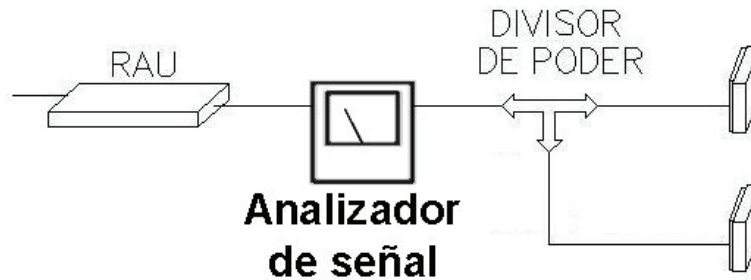 RAU
DIVISOR
DE PODER
Analizador
de señal